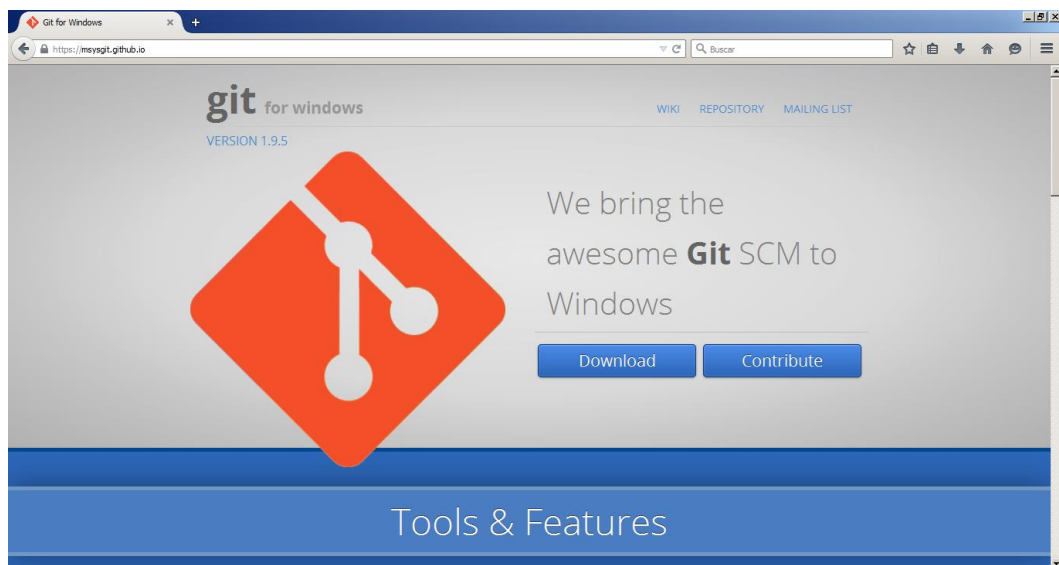 Git for Windows
https://msysgit.github.io
Buscar
git for windows
WIKI REPOSITORY MAILING LIST
VERSION 1.9.5
We bring the
awesome Git SCM to
Windows
Download Contribute
Tools & Features